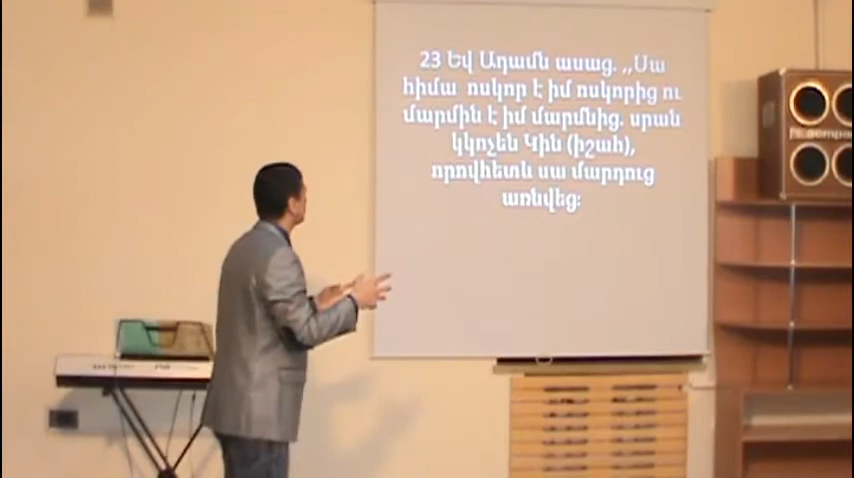 23 Եվ Ադամն ասաց. ,,Սա
հիմա ոսկոր է իմ ոսկորից ու
մարմին է իմ մարմնից. սրան
կկոչեն Կին (իշահ),
որովհետև սա մարդուց
առնվեց: